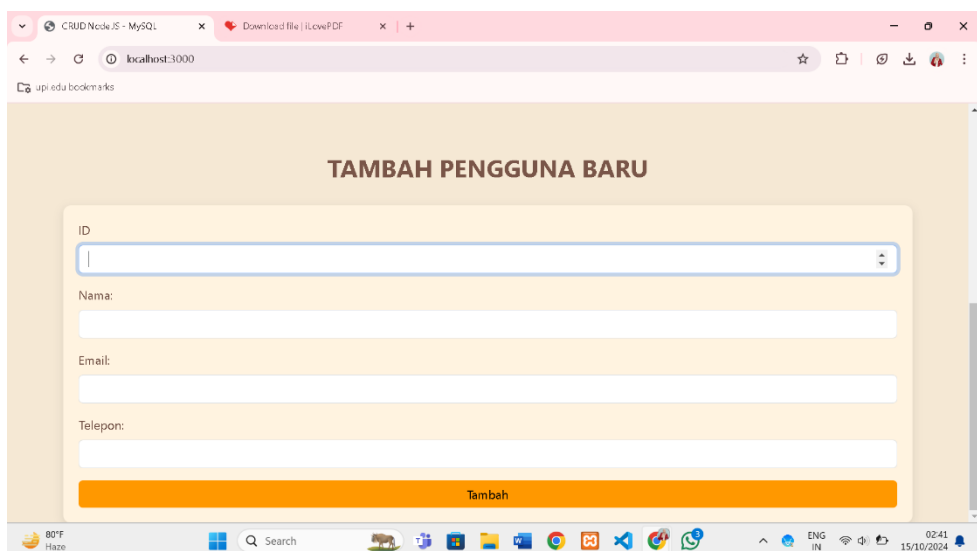 CRUD Node JS - MySQL
Download file | iLovePDF
localhost:3000
upi.edu bookmarks
TAMBAH PENGGUNA BARU
ID
Nama:
Email:
Telepon:
Tambah
80°F
Haze
Search
3
ENG
IN
02:41
15/10/2024